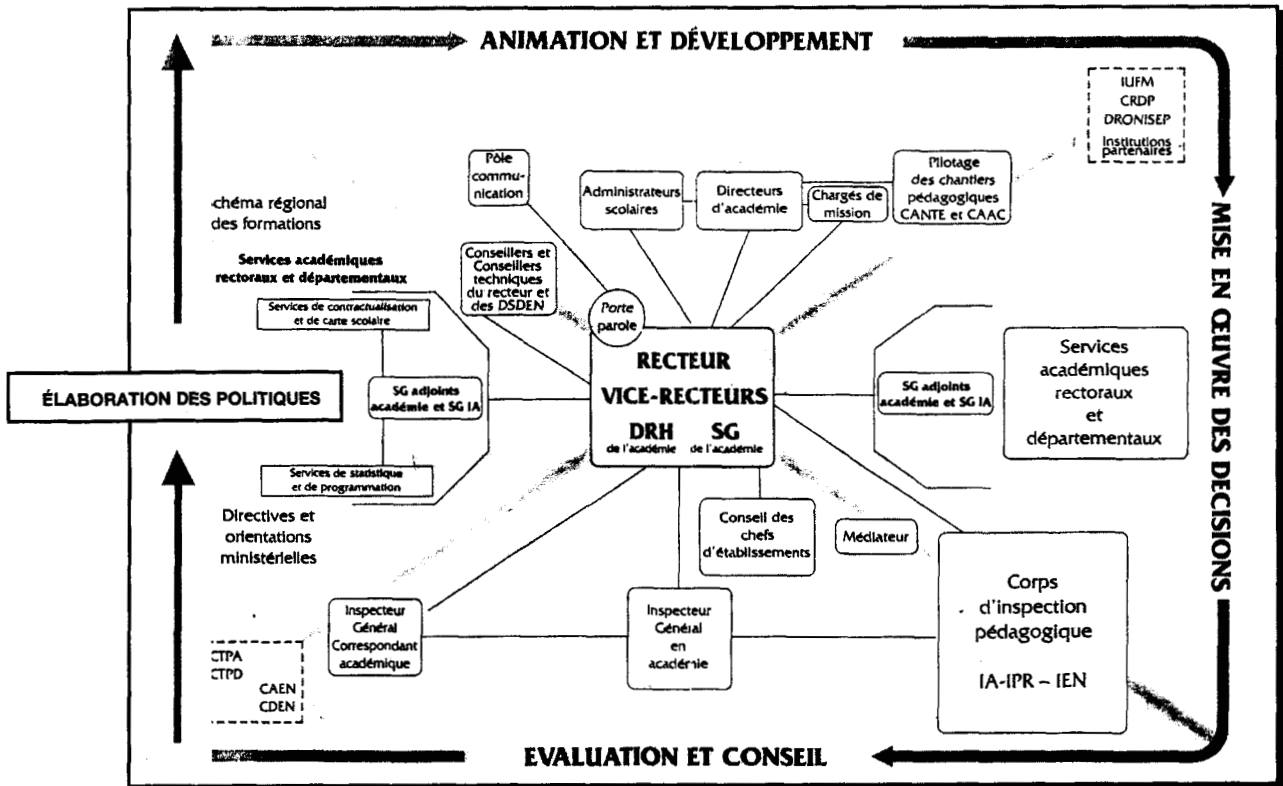 ANIMATION ET DÉVELOPPEMENT
IUFM
CRDP
DRONISEP
Institutions
partenaires
Pôle
commu-
nication
Administrateurs
scolaires
Directeurs
d'académie
Chargés de
mission
Pilotage
des chantiers
pédagogiques
CANTE et CAAC
chéma régional
des formations
Services académiques
rectoraux et départementaux
Services de contractualisation
et de carte scolaire
Conseillers et
Conseillers
techniques
du recteur et
des DSDEN
Porte
parole
RECTEUR
VICE-RECTEURS
DRH SG
de l'académie de l'académie
SG adjoints
académie et SG IA
SG adjoints
académie et SG IA
Services
académiques
rectoraux
et
départementaux
MISE EN ŒUVRE DES DECISIONS
ÉLABORATION DES POLITIQUES
Services de statistique
et de programmation
Directives et
orientations
ministérielles
Conseil des
chefs
d'établissements
Médiateur
Corps
d'inspection
pédagogique
IA-IPR – IEN
Inspecteur
Général
Correspondant
académique
Inspecteur
Général
en
académie
CTPA
CTPD
CAEN
CDEN
EVALUATION ET CONSEIL